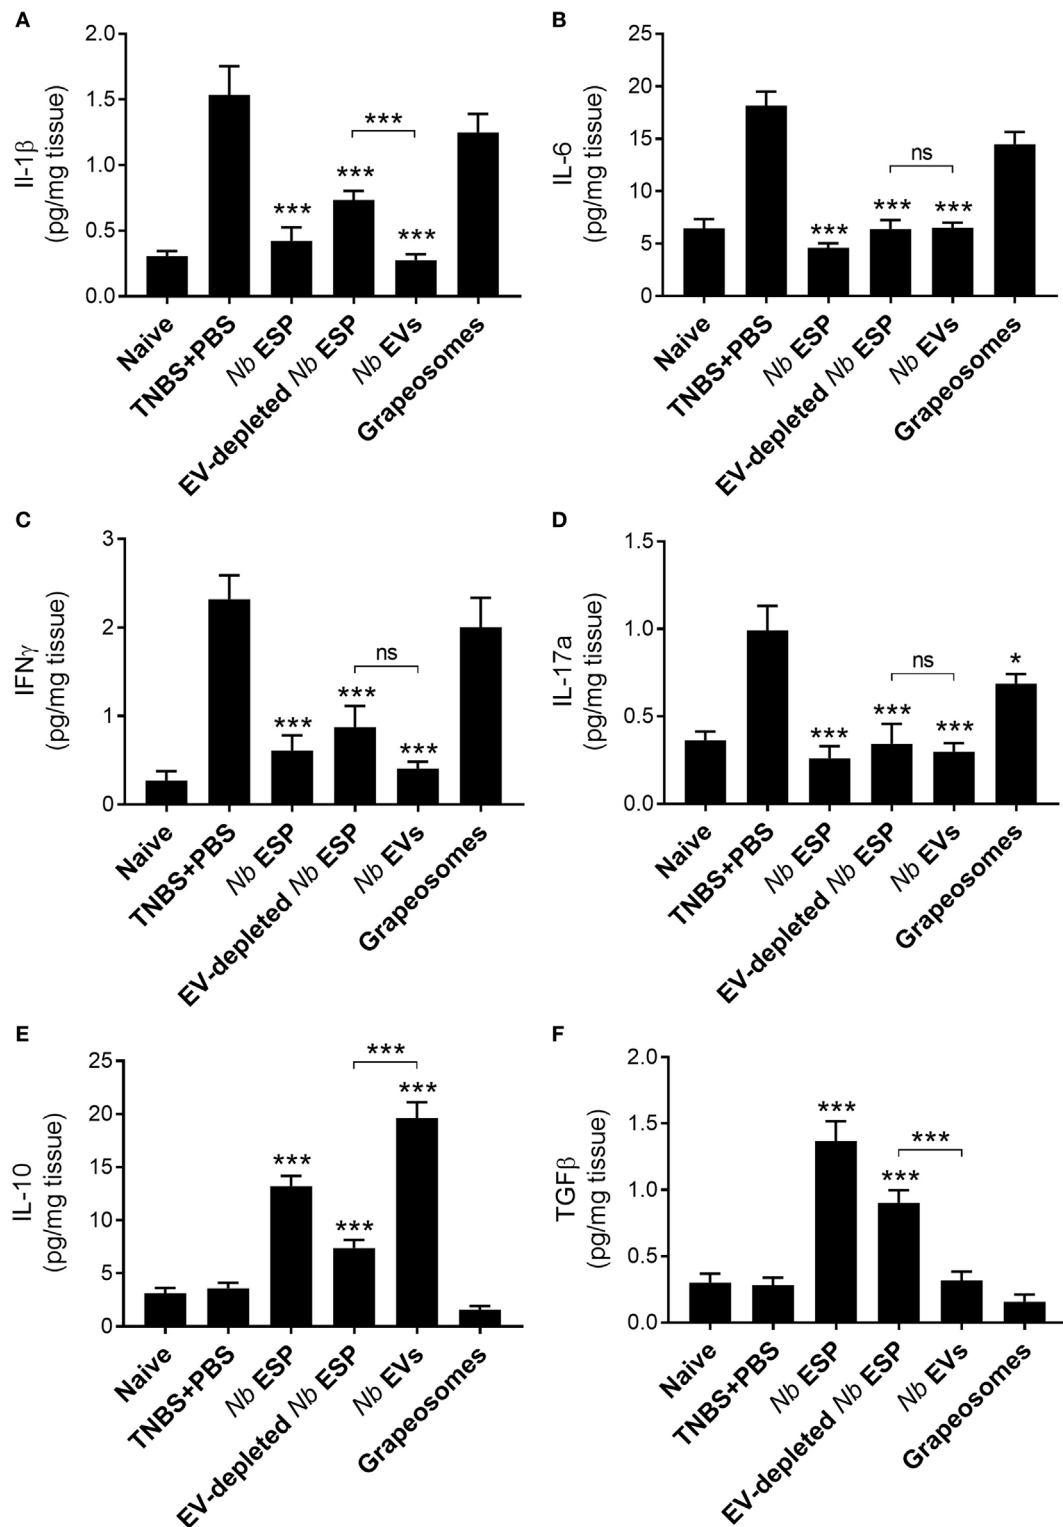 A
2.0
1.5
1.0
0.5
0.0
Il-1β
(pg/mg tissue)
***
***
***
***
Naive
TNBS+PBS
Nb ESP
EV-depleted Nb ESP
Nb EVs
Grapeosomes
B
25
20
15
10
5
0
IL-6
(pg/mg tissue)
ns
***
***
***
Naive
TNBS+PBS
Nb ESP
EV-depleted Nb ESP
Nb EVs
Grapeosomes
C
3
2
1
0
IFNγ
(pg/mg tissue)
ns
***
***
***
Naive
TNBS+PBS
Nb ESP
EV-depleted Nb ESP
Nb EVs
Grapeosomes
D
1.5
1.0
0.5
0.0
IL-17a
(pg/mg tissue)
ns
*
***
***
***
Naive
TNBS+PBS
Nb ESP
EV-depleted Nb ESP
Nb EVs
Grapeosomes
E
25
20
15
10
5
0
IL-10
(pg/mg tissue)
***
***
***
***
Naive
TNBS+PBS
Nb ESP
EV-depleted Nb ESP
Nb EVs
Grapeosomes
F
2.0
1.5
1.0
0.5
0.0
TGFβ
(pg/mg tissue)
***
***
***
Naive
TNBS+PBS
Nb ESP
EV-depleted Nb ESP
Nb EVs
Grapeosomes